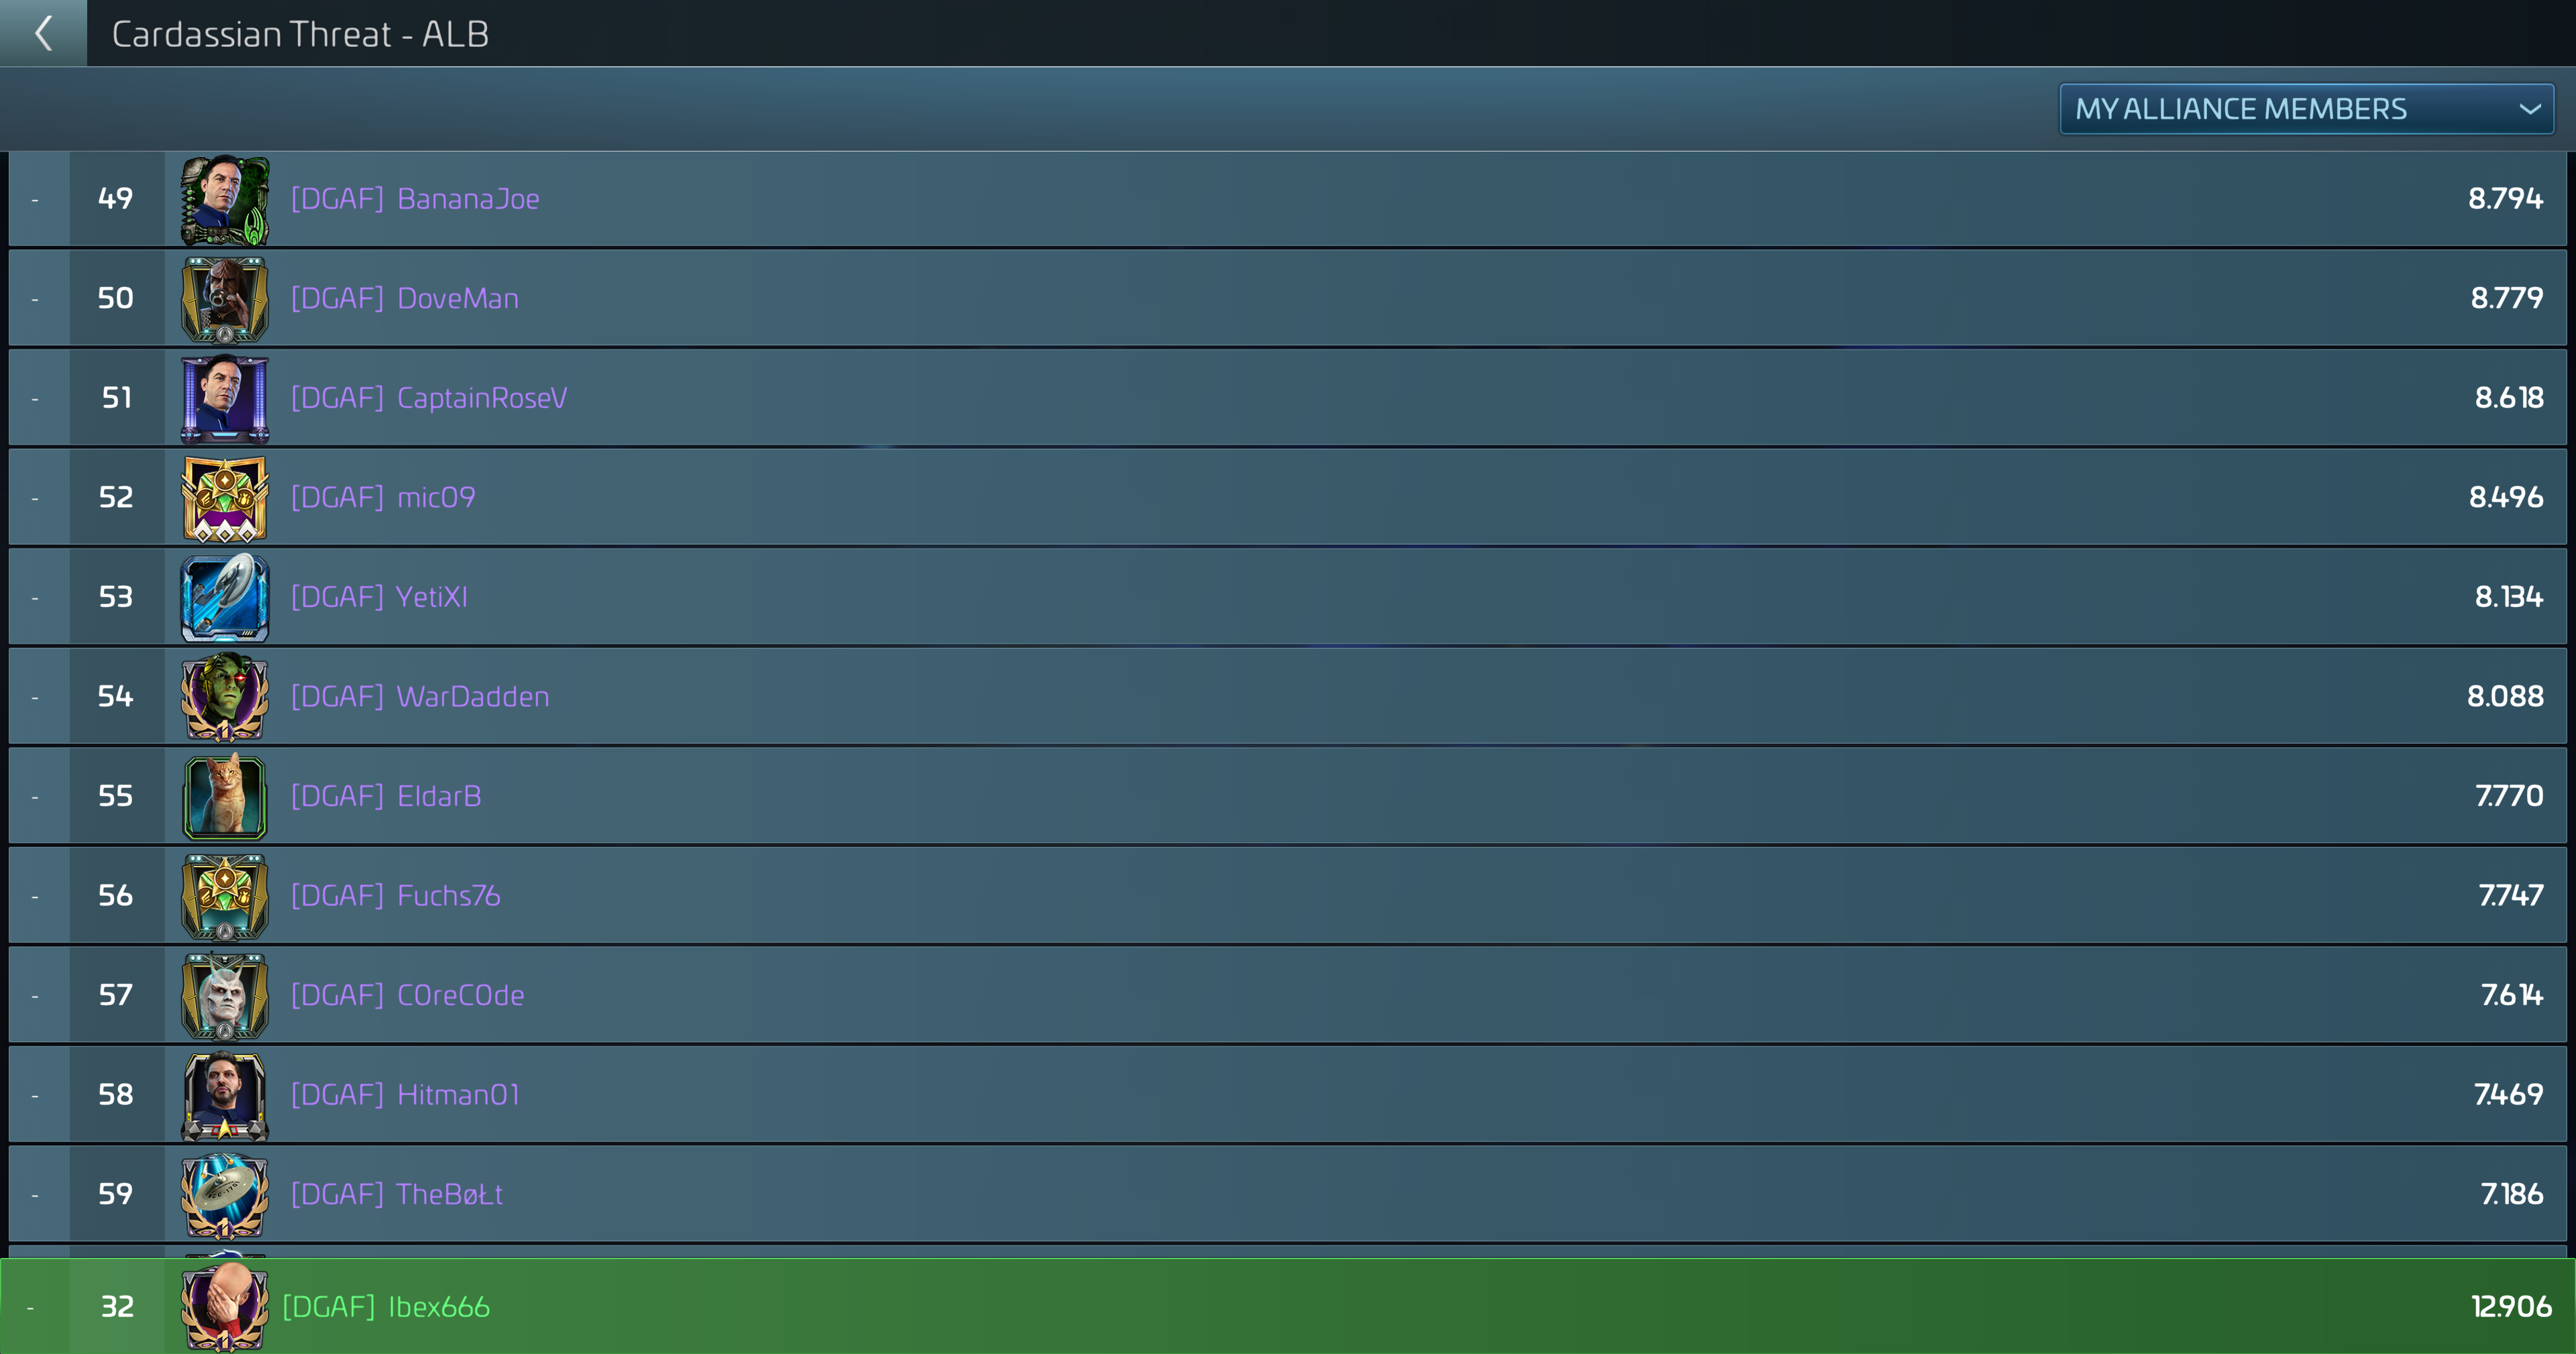 Cardassian Threat - ALB
MY ALLIANCE MEMBERS
- 49 [DGAF] BananaJoe 8.794
- 50 [DGAF] DoveMan 8.779
- 51 [DGAF] CaptainRoseV 8.618
- 52 [DGAF] mic09 8.496
- 53 [DGAF] YetiXI 8.134
- 54 [DGAF] WarDadden 8.088
- 55 [DGAF] EldarB 7.770
- 56 [DGAF] Fuchs76 7.747
- 57 [DGAF] C0reC0de 7.614
- 58 [DGAF] Hitman01 7.469
- 59 [DGAF] TheBøŁt 7.186
- 32 [DGAF] Ibex666 12.906